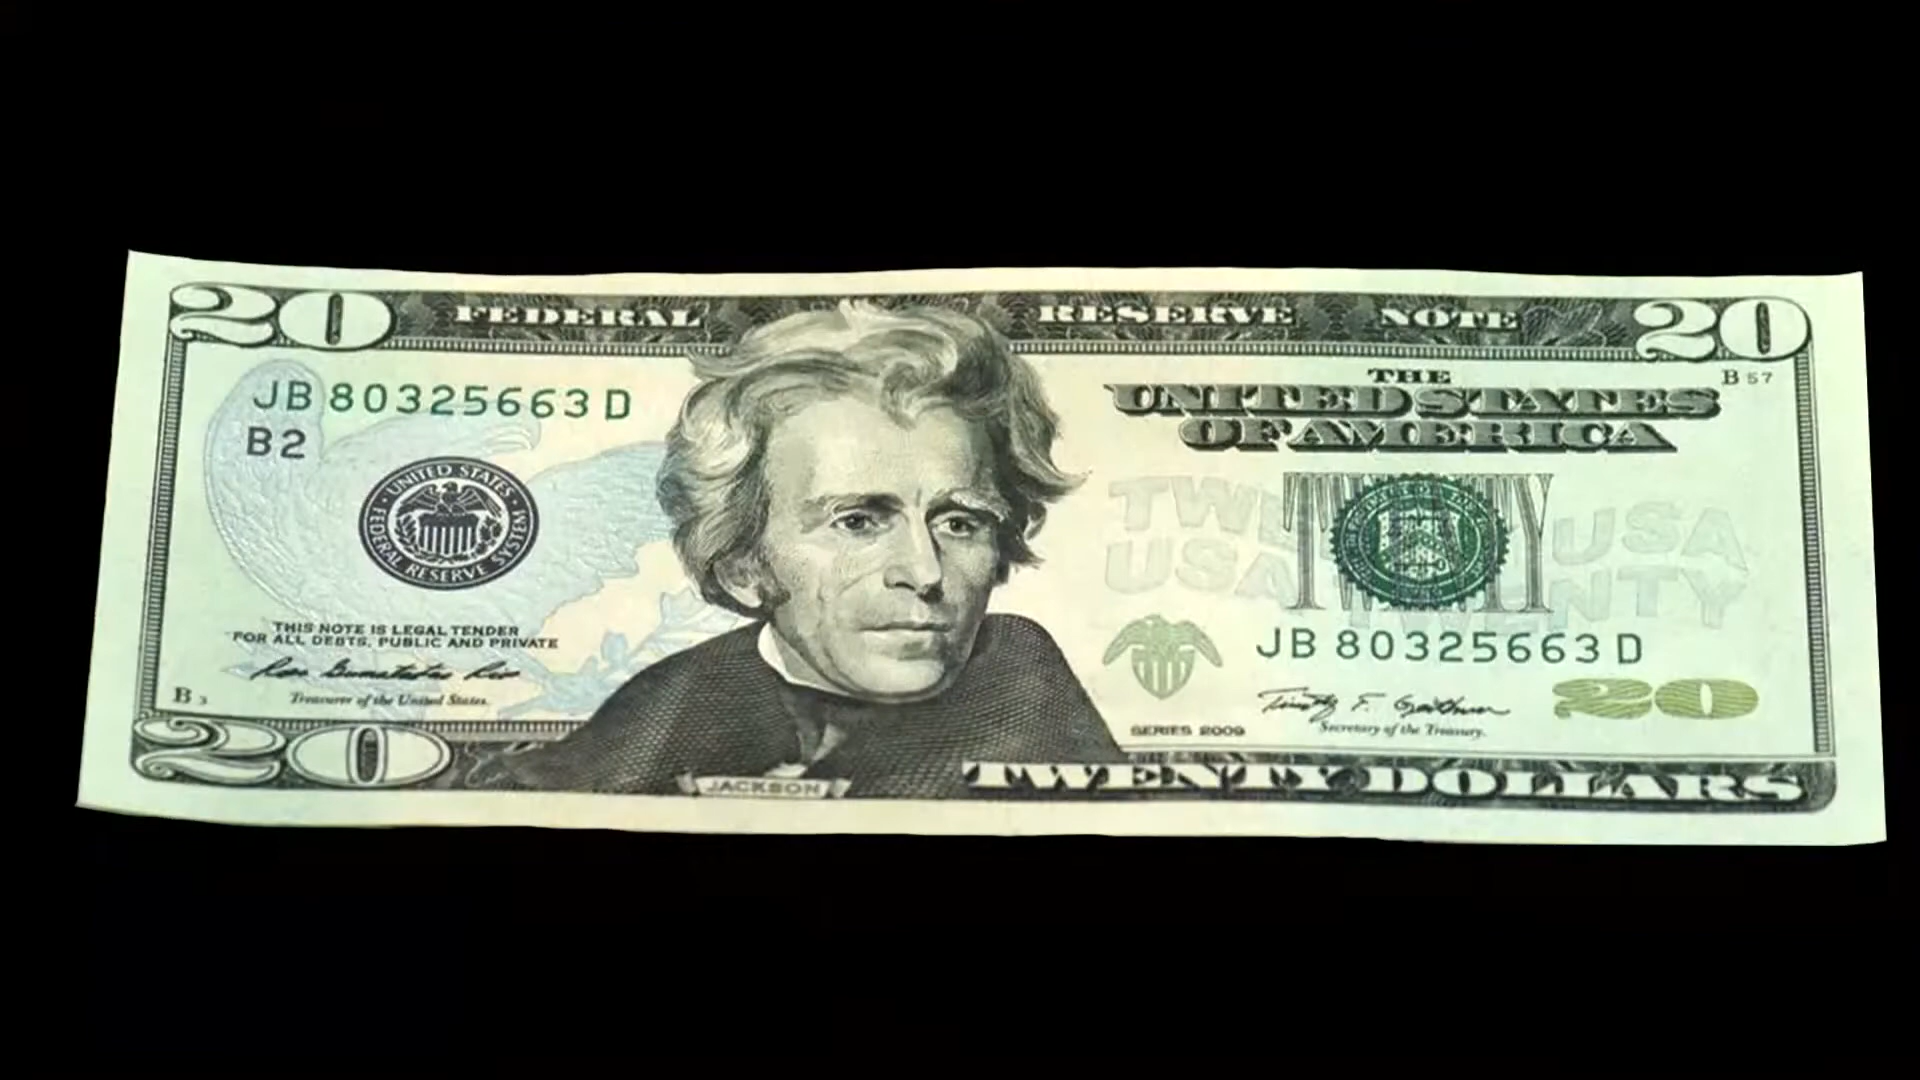 20 FEDERAL RESERVE NOTE 20
B 57
THE
UNITED STATES
OF AMERICA
JB 80325663 D
B2
UNITED STATES
FEDERAL RESERVE SYSTEM
TWENTY USA
USA TWENTY
THIS NOTE IS LEGAL TENDER
FOR ALL DEBTS, PUBLIC AND PRIVATE
Treasurer of the United States.
B 3
JB 80325663 D
20
SERIES 2009
Secretary of the Treasury.
20
JACKSON
TWENTY DOLLARS